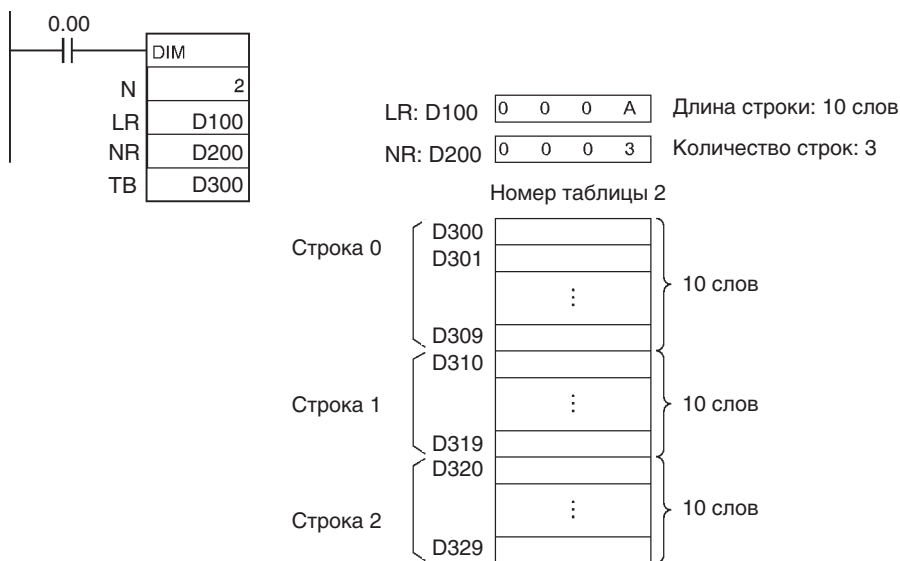 0.00
DIM
N 2
LR D100
NR D200
TB D300
LR: D100 0 0 0 A Длина строки: 10 слов
NR: D200 0 0 0 3 Количество строк: 3
Номер таблицы 2
Строка 0
D300
D301
⋮
D309
10 слов
Строка 1
D310
⋮
D319
10 слов
Строка 2
D320
⋮
D329
10 слов